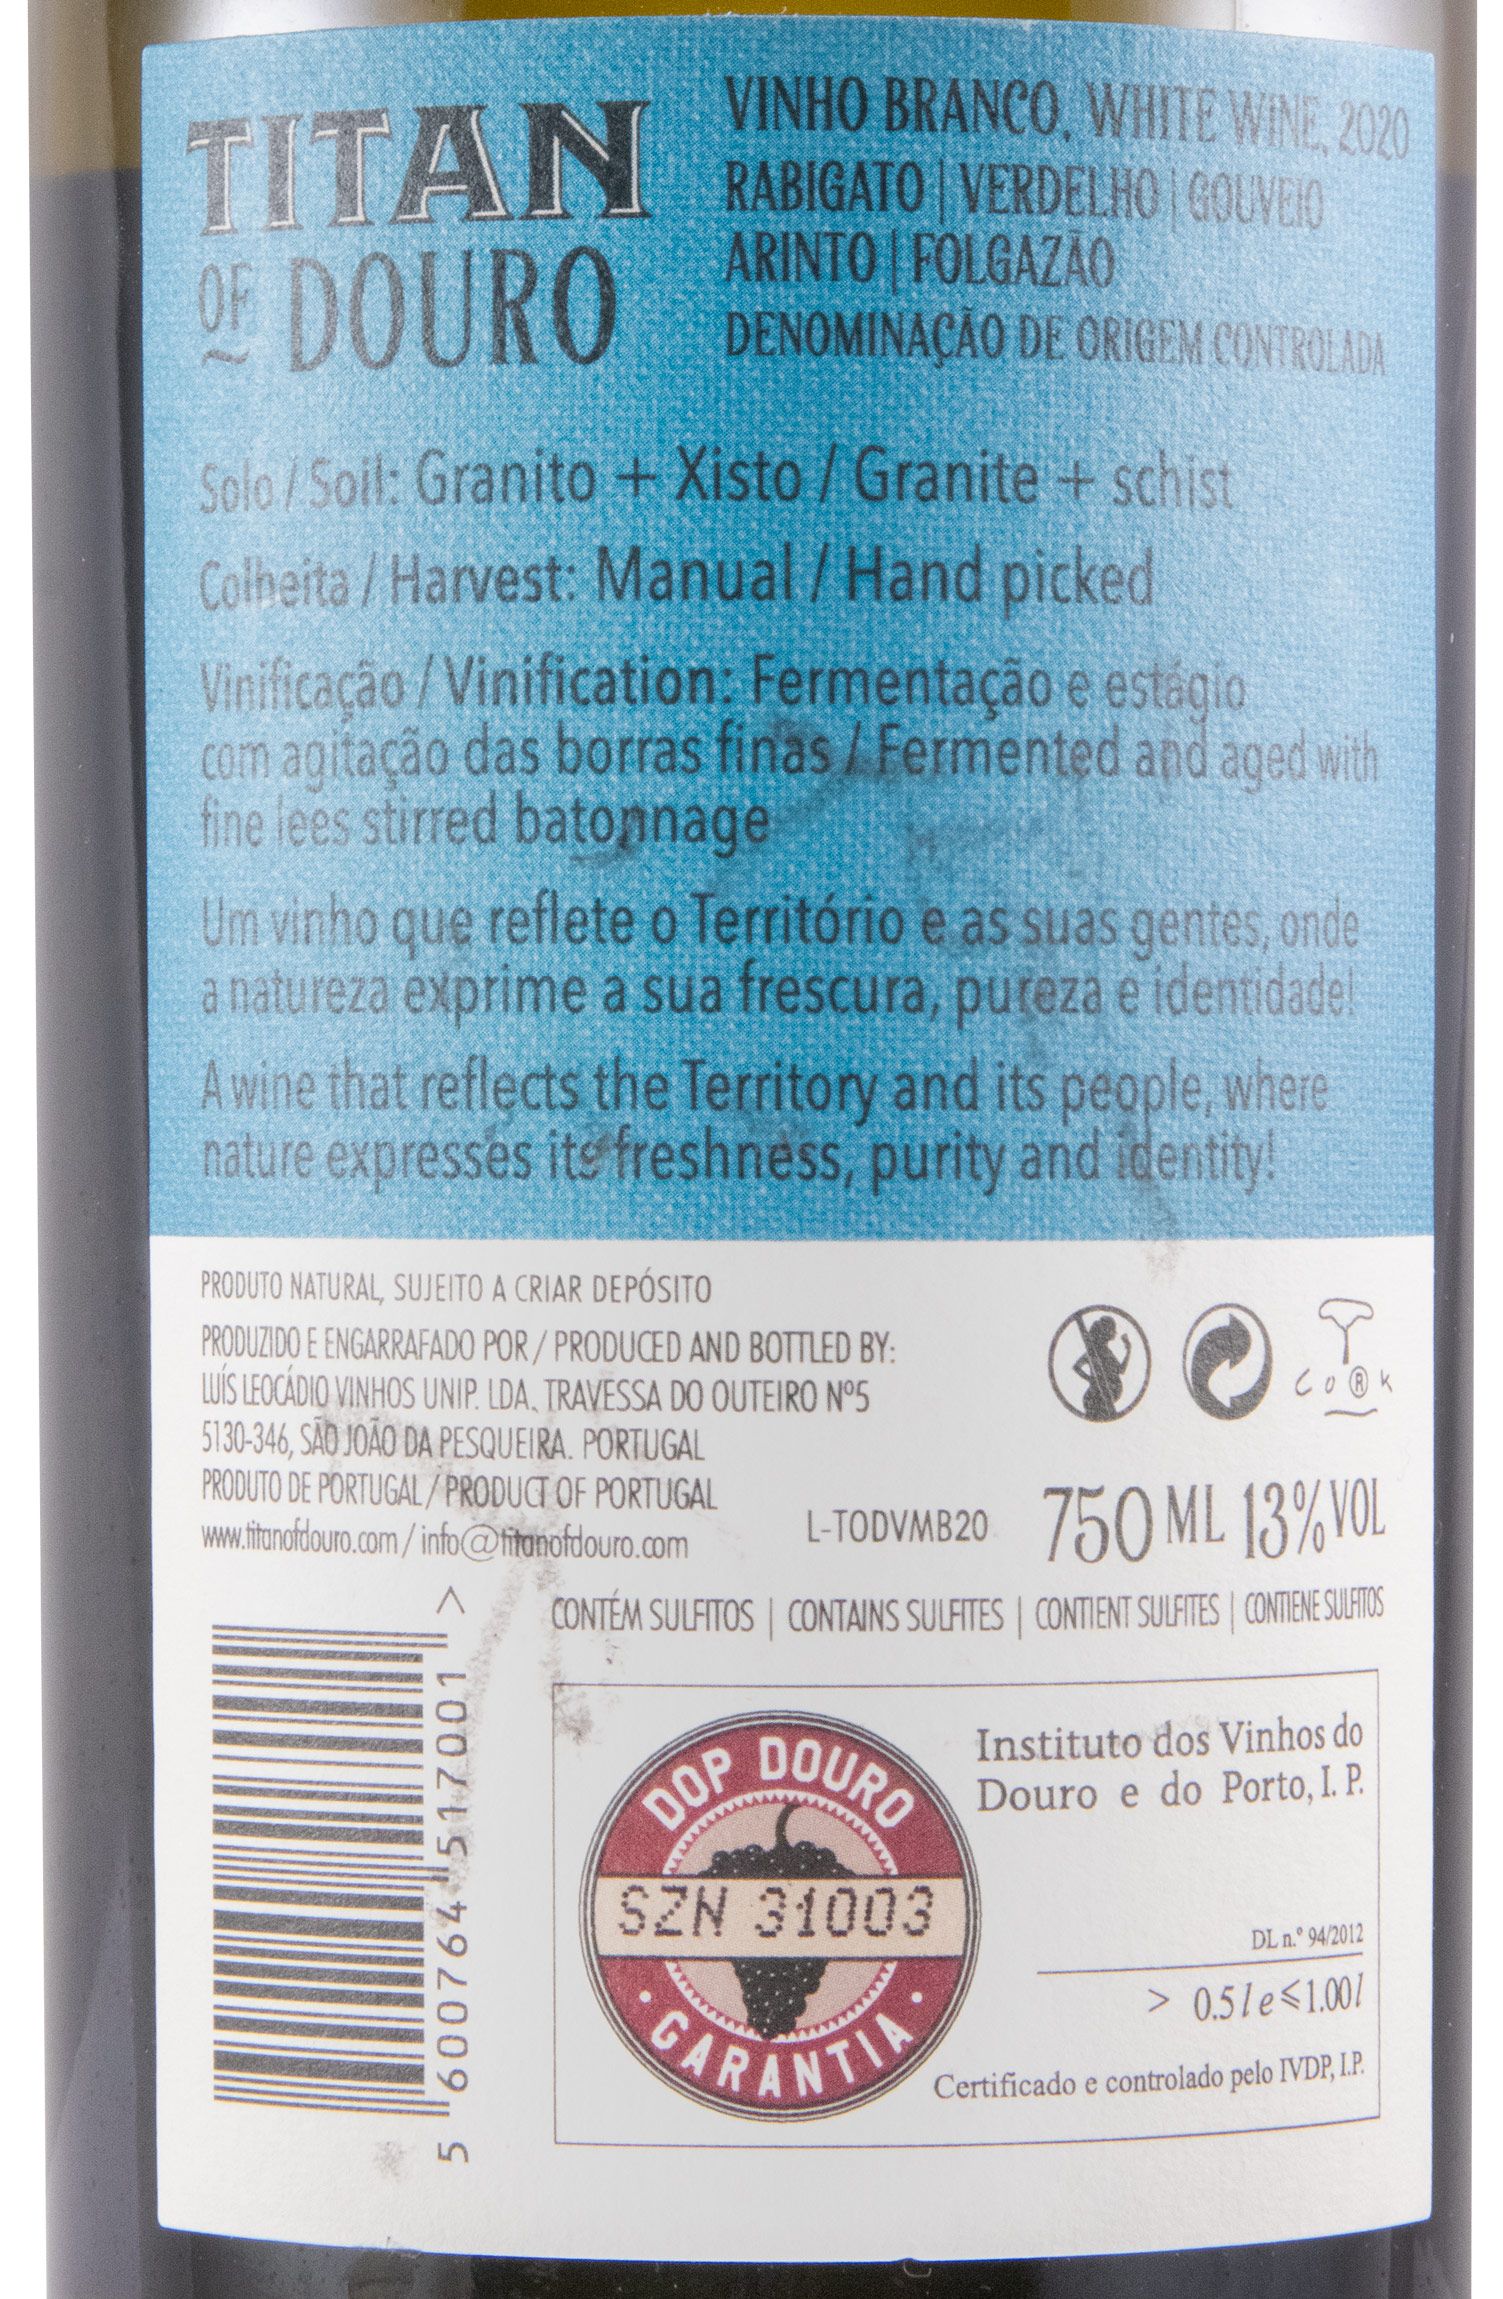 TITAN
OF DOURO
VINHO BRANCO, WHITE WINE, 2020
RABIGATO | VERDELHO | GOUVEIO
ARINTO | FOLGAZÃO
DENOMINAÇÃO DE ORIGEM CONTROLADA
Solo / Soil: Granito + Xisto / Granite + schist
Colheita / Harvest: Manual / Hand picked
Vinificação / Vinification: Fermentação e estágio
com agitação das borras finas / Fermented and aged with
fine lees stirred batonnage
Um vinho que reflete o Território e as suas gentes, onde
a natureza exprime a sua frescura, pureza e identidade!
A wine that reflects the Territory and its people, where
nature expresses its freshness, purity and identity!
PRODUTO NATURAL, SUJEITO A CRIAR DEPÓSITO
PRODUZIDO E ENGARRAFADO POR / PRODUCED AND BOTTLED BY:
LUÍS LEOCÁDIO VINHOS UNIP. LDA. TRAVESSA DO OUTEIRO Nº5
5130-346, SÃO JOÃO DA PESQUEIRA. PORTUGAL
PRODUTO DE PORTUGAL / PRODUCT OF PORTUGAL
www.titanofdouro.com / info@titanofdouro.com
CO®K
L-TODVMB20
750 ML 13% VOL
CONTÉM SULFITOS | CONTAINS SULFITES | CONTIENT SULFITES | CONTIENE SULFITOS
5 600764 517001 >
DOP DOURO
SZN 31003
GARANTIA
Instituto dos Vinhos do
Douro e do Porto, I. P.
DL n.º 94/2012
> 0.5 l e ≤ 1.00 l
Certificado e controlado pelo IVDP, I.P.